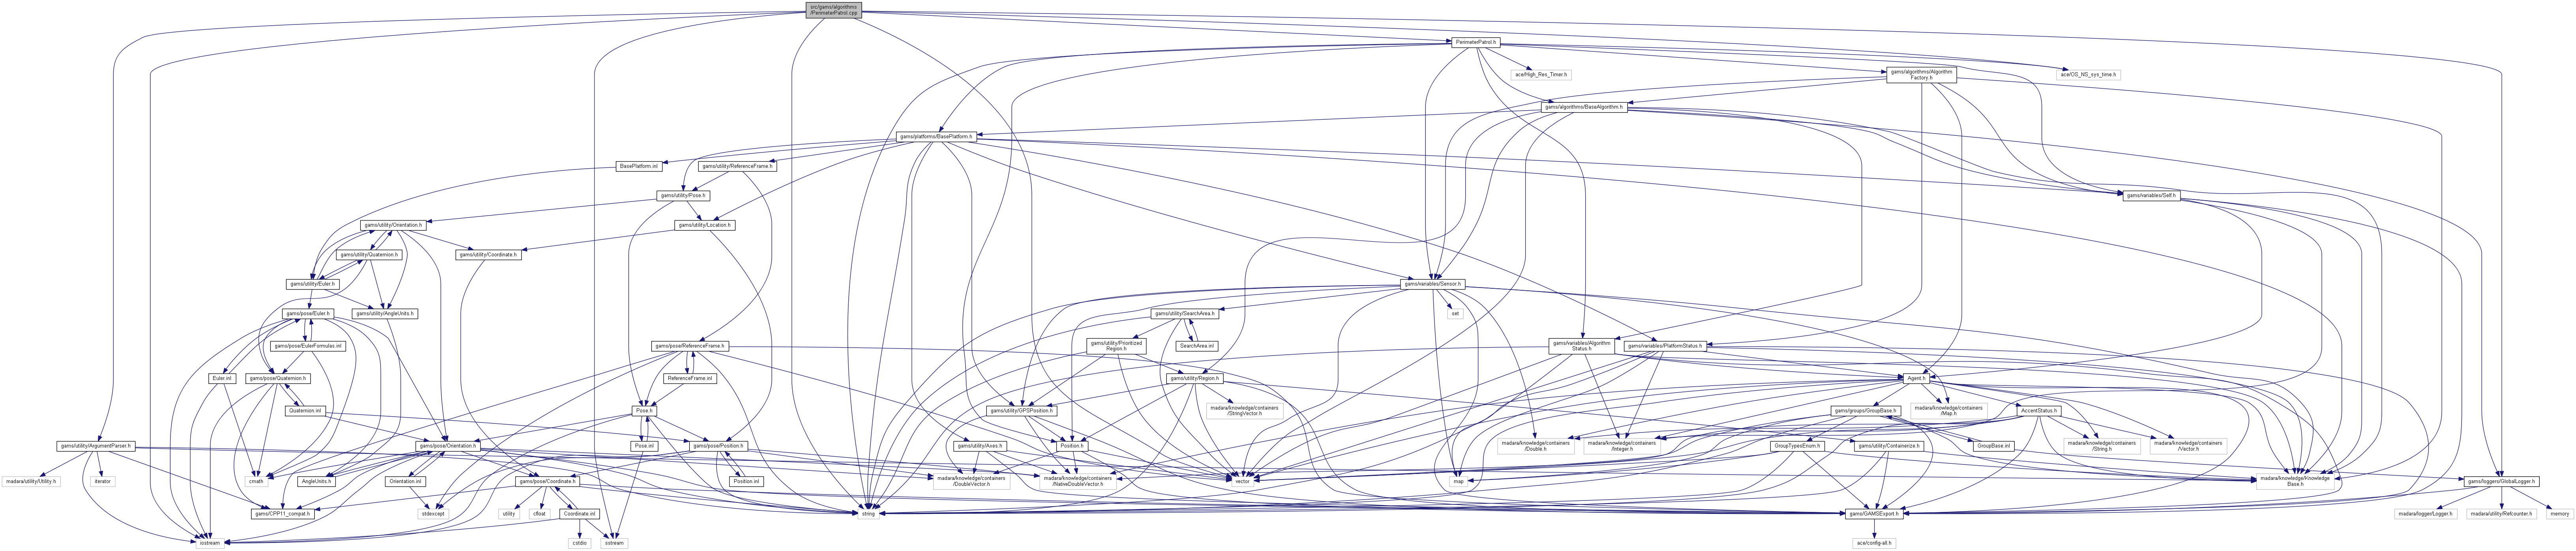 src/gams/algorithms
/PerimeterPatrol.cpp
PerimeterPatrol.h
ace/High_Res_Timer.h
gams/algorithms/Algorithm
Factory.h
ace/OS_NS_sys_time.h
gams/algorithms/BaseAlgorithm.h
gams/platforms/BasePlatform.h
BasePlatform.inl
gams/utility/ReferenceFrame.h
gams/utility/Pose.h
gams/variables/Self.h
gams/utility/Orientation.h
gams/utility/Location.h
gams/utility/Quaternion.h
gams/utility/Coordinate.h
gams/utility/Euler.h
gams/variables/Sensor.h
gams/pose/Euler.h
gams/utility/AngleUnits.h
gams/utility/SearchArea.h
set
gams/pose/EulerFormulas.inl
gams/pose/ReferenceFrame.h
gams/utility/Prioritized
Region.h
SearchArea.inl
gams/variables/Algorithm
Status.h
gams/variables/PlatformStatus.h
Euler.inl
gams/pose/Quaternion.h
ReferenceFrame.inl
gams/utility/Region.h
Agent.h
Quaternion.inl
Pose.h
gams/utility/GPSPosition.h
madara/knowledge/containers
/StringVector.h
gams/groups/GroupBase.h
madara/knowledge/containers
/Map.h
AccentStatus.h
gams/utility/ArgumentParser.h
gams/pose/Orientation.h
Pose.inl
gams/pose/Position.h
gams/utility/Axes.h
Position.h
madara/knowledge/containers
/Double.h
madara/knowledge/containers
/Integer.h
GroupTypesEnum.h
gams/utility/Containerize.h
GroupBase.inl
madara/knowledge/containers
/String.h
madara/knowledge/containers
/Vector.h
madara/utility/Utility.h
iterator
cmath
AngleUnits.h
Orientation.inl
gams/pose/Coordinate.h
Position.inl
madara/knowledge/containers
/DoubleVector.h
madara/knowledge/containers
/NativeDoubleVector.h
vector
map
madara/knowledge/Knowledge
Base.h
gams/loggers/GlobalLogger.h
gams/CPP11_compat.h
stdexcept
utility
cfloat
Coordinate.inl
string
gams/GAMSExport.h
madara/logger/Logger.h
madara/utility/Refcounter.h
memory
iostream
cstdio
sstream
ace/config-all.h